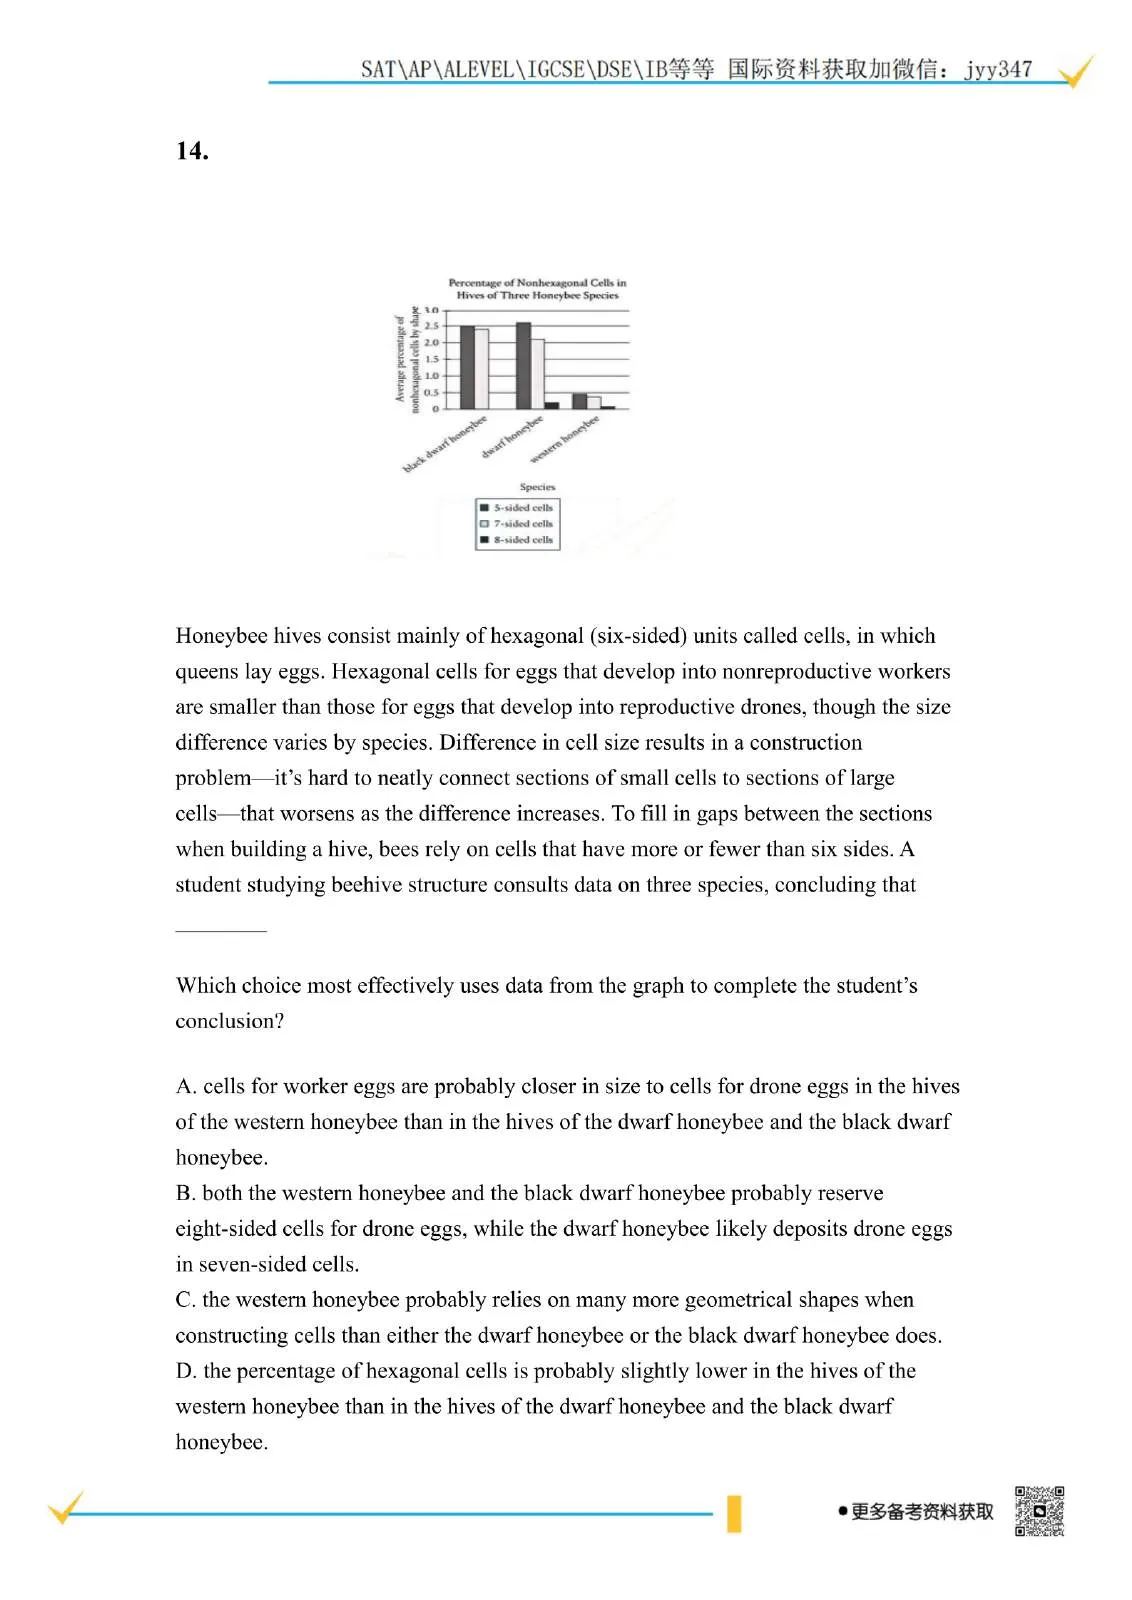 SAT\AP\ALEVEL\IGCSE\DSE\IB等等 国际资料获取加微信：jyy347
14.
Percentage of Nonhexagonal Cells in
Hives of Three Honeybee Species
Average percentage of
nonhexagonal cells by shape
3.0
2.5
2.0
1.5
1.0
0.5
0
black dwarf honeybee
dwarf honeybee
western honeybee
Species
5-sided cells
7-sided cells
8-sided cells
Honeybee hives consist mainly of hexagonal (six-sided) units called cells, in which
queens lay eggs. Hexagonal cells for eggs that develop into nonreproductive workers
are smaller than those for eggs that develop into reproductive drones, though the size
difference varies by species. Difference in cell size results in a construction
problem—it’s hard to neatly connect sections of small cells to sections of large
cells—that worsens as the difference increases. To fill in gaps between the sections
when building a hive, bees rely on cells that have more or fewer than six sides. A
student studying beehive structure consults data on three species, concluding that
________
Which choice most effectively uses data from the graph to complete the student’s
conclusion?
A. cells for worker eggs are probably closer in size to cells for drone eggs in the hives
of the western honeybee than in the hives of the dwarf honeybee and the black dwarf
honeybee.
B. both the western honeybee and the black dwarf honeybee probably reserve
eight-sided cells for drone eggs, while the dwarf honeybee likely deposits drone eggs
in seven-sided cells.
C. the western honeybee probably relies on many more geometrical shapes when
constructing cells than either the dwarf honeybee or the black dwarf honeybee does.
D. the percentage of hexagonal cells is probably slightly lower in the hives of the
western honeybee than in the hives of the dwarf honeybee and the black dwarf
honeybee.
●更多备考资料获取